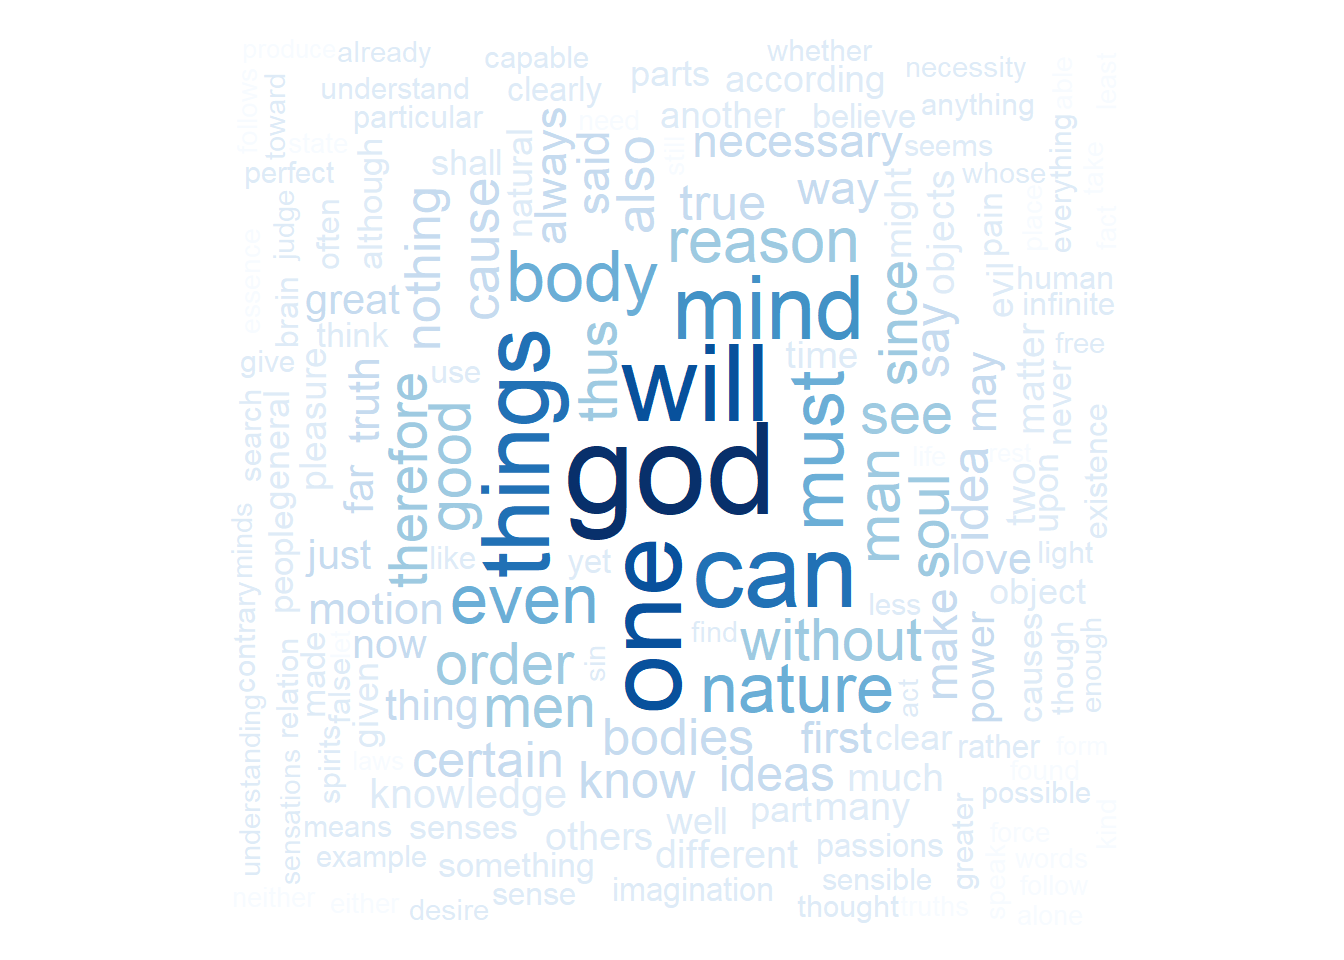 produce
already
capable
whether
necessity
follows
toward
understand
clearly
parts
according
anything
able
least
particular
another
believe
need
state
perfect
although
shall
natural
always
said
also
still
necessary
seems
whose
everything
take
judge
often
nothing
cause
true
way
might
objects
pain
place
fact
essence
brain
great
think
body
reason
mind
since
say
evil
human
infinite
give
pleasure
truth
use
things
thus
will
time
must
see
may
matter
never
free
search
general
far
therefore
good
god
man
life
soul
rest
idea
two
upon
existence
minds
people
just
like
yet
one
can
love
light
contrary
motion
even
less
object
made
let
now
order
sin
find
without
make
power
causes
though
enough
understanding
relation
false
given
thing
men
nature
act
sensations
spirits
laws
certain
bodies
first
clear
rather
form
knowledge
know
ideas
much
found
possible
means
senses
others
well
part
many
greater
force
kind
example
something
different
passions
words
neither
either
desire
sense
imagination
sensible
thought
truths
speak
follow
alone